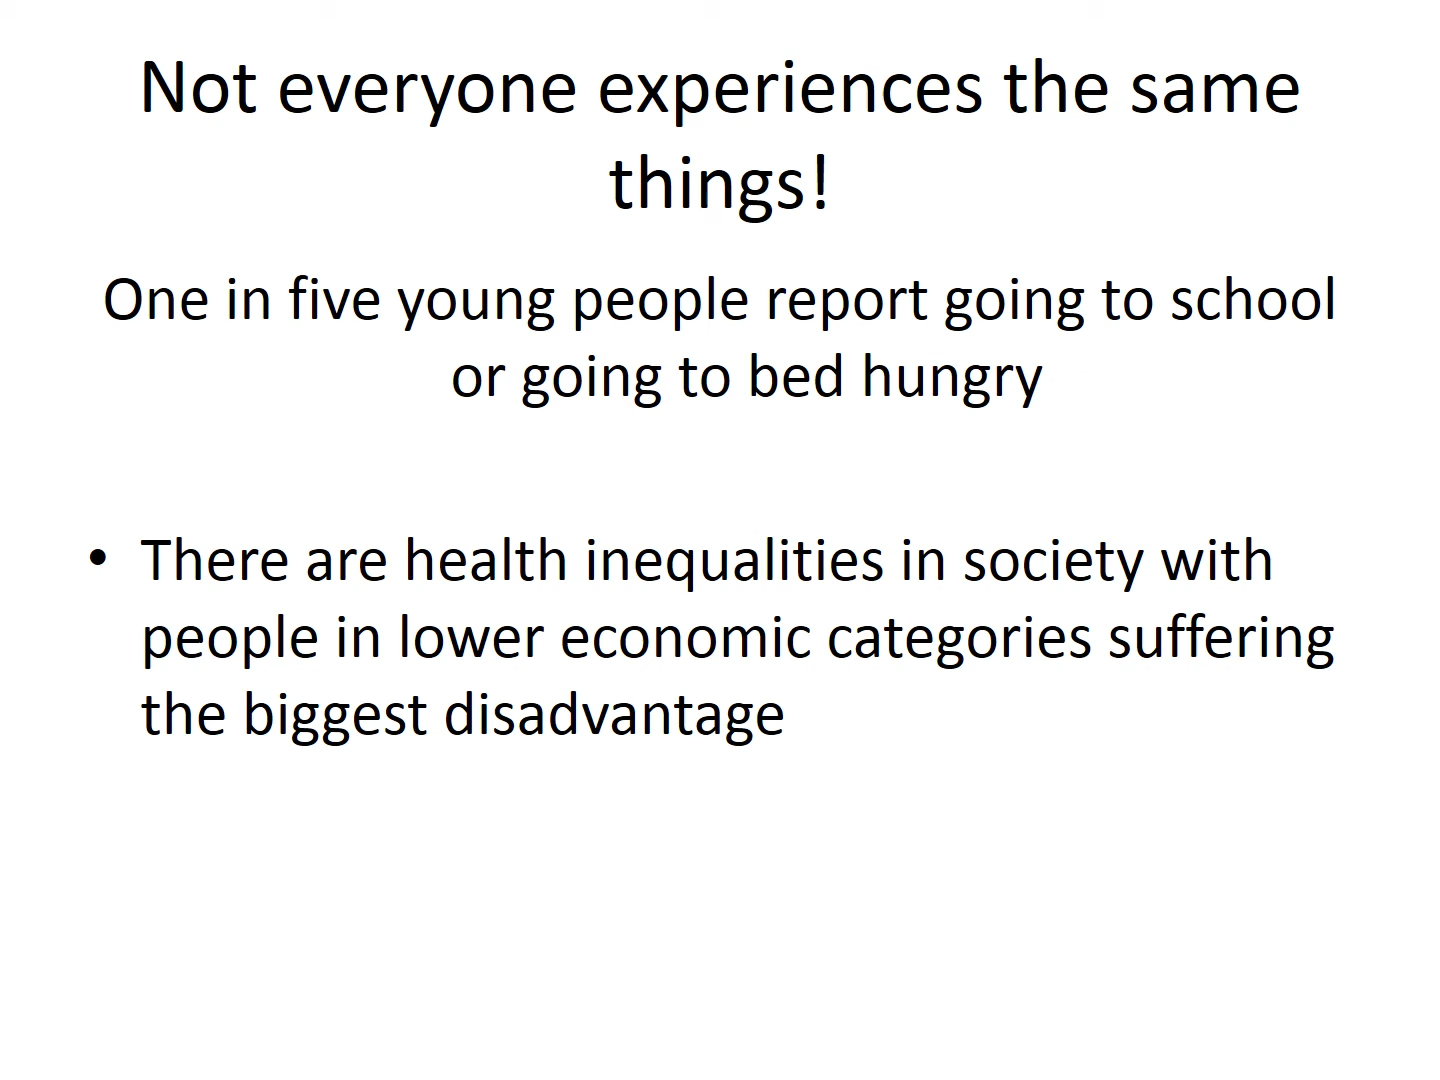 Not everyone experiences the same
things!
One in five young people report going to school
or going to bed hungry
• There are health inequalities in society with
people in lower economic categories suffering
the biggest disadvantage